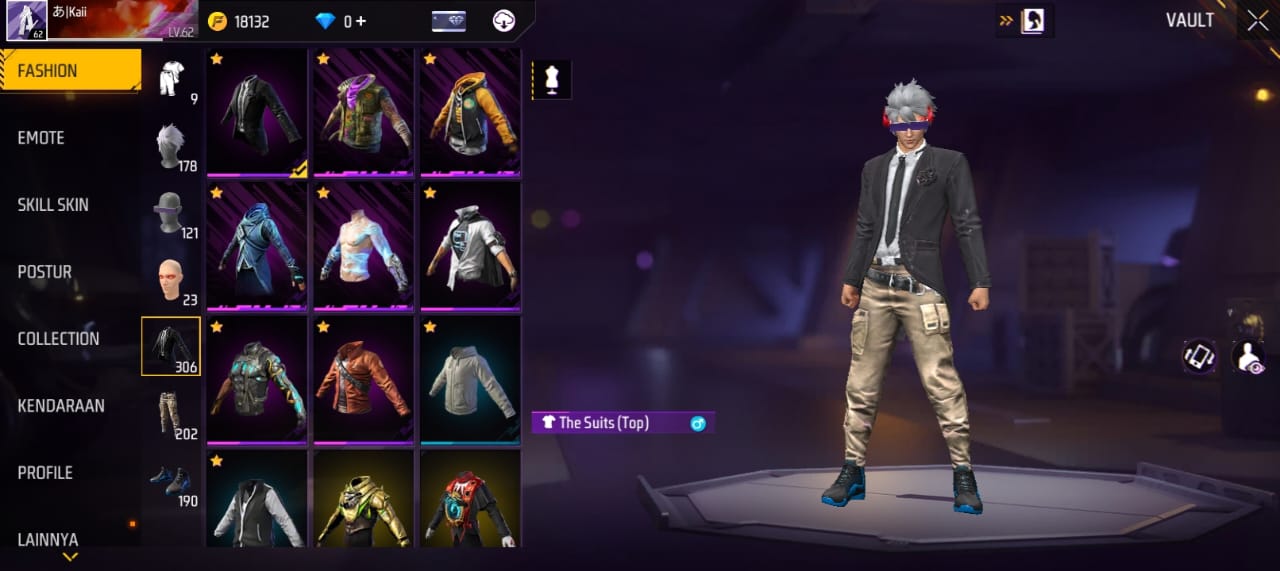 あ|Kaii
62
LV.62
18132
0 +
VAULT
FASHION
EMOTE
SKILL SKIN
POSTUR
COLLECTION
KENDARAAN
PROFILE
LAINNYA
9
178
121
23
306
202
190
The Suits (Top)